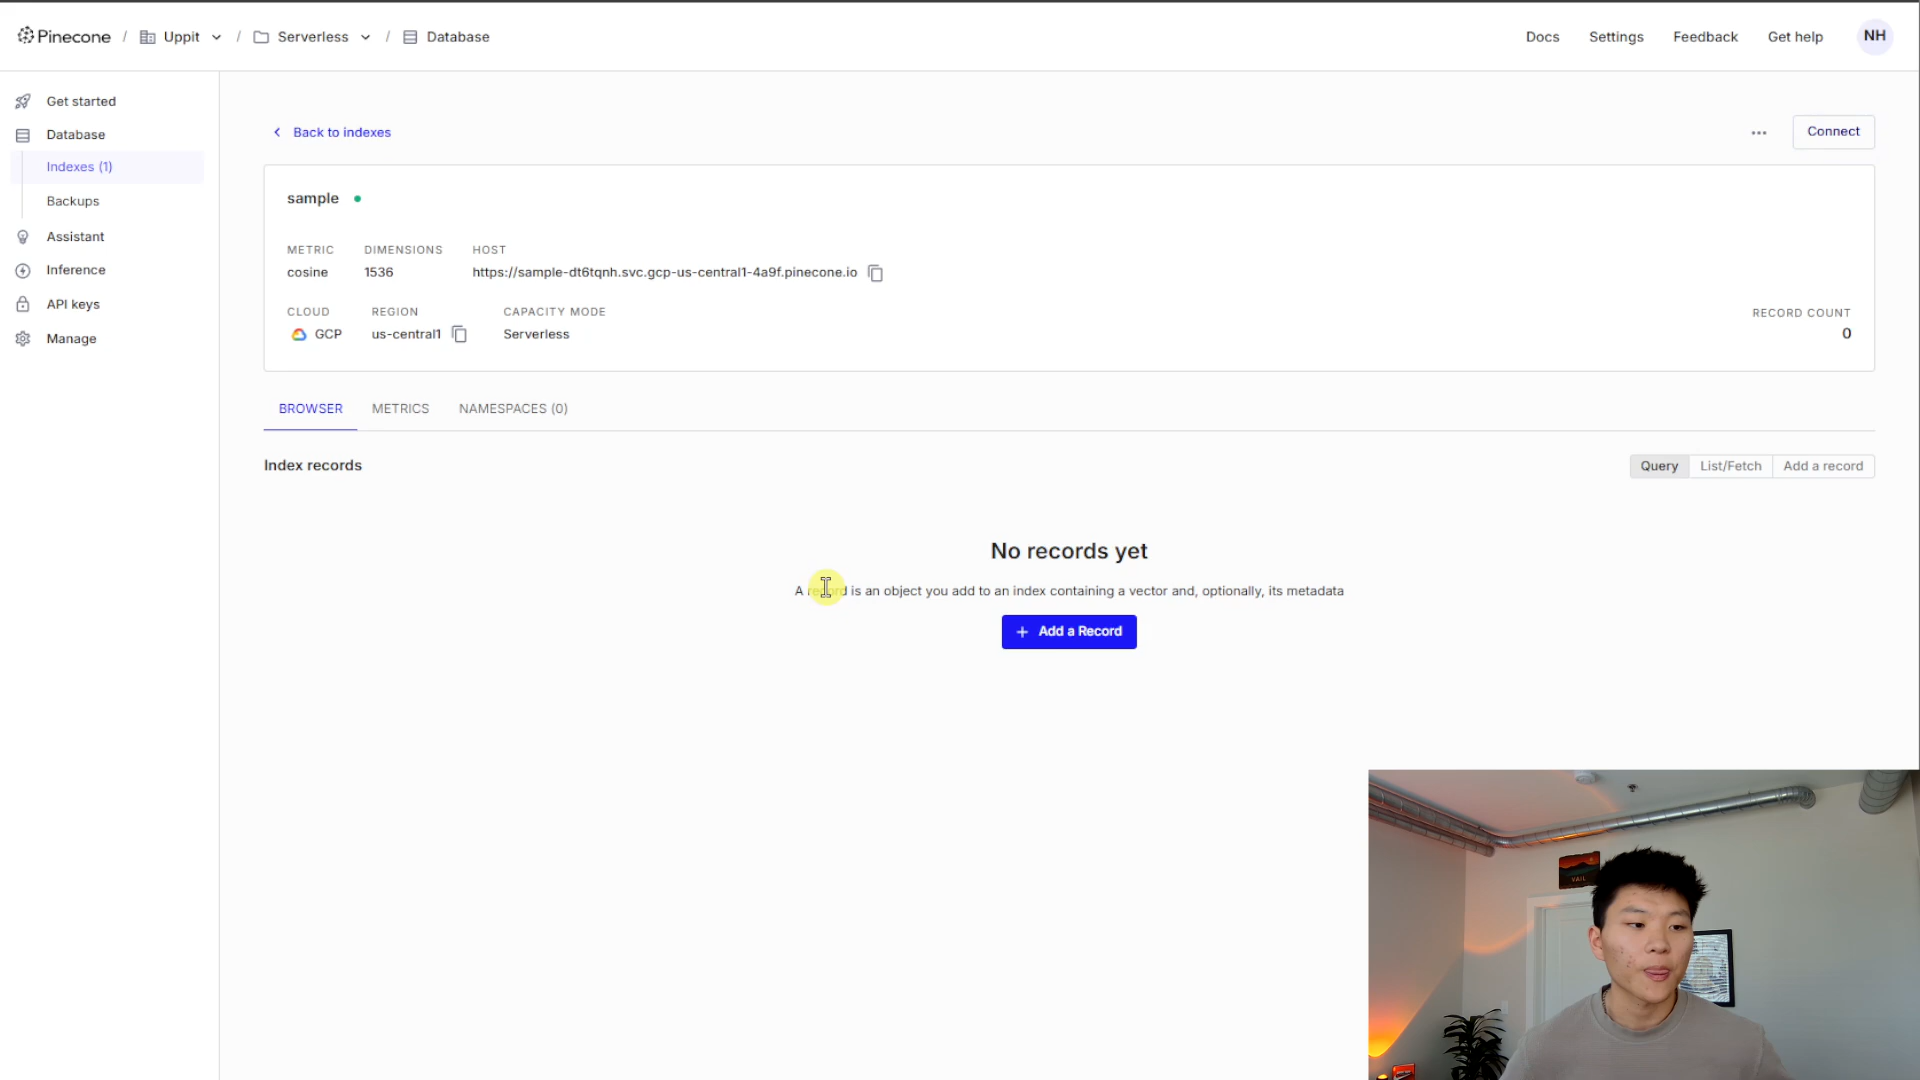 Pinecone / Uppit / Serverless / Database
Docs Settings Feedback Get help NH
Get started
Database
Indexes (1)
Backups
Assistant
Inference
API keys
Manage
Back to indexes
... Connect
sample
METRIC DIMENSIONS HOST
cosine 1536 https://sample-dt6tqnh.svc.gcp-us-central1-4a9f.pinecone.io
CLOUD REGION CAPACITY MODE RECORD COUNT
GCP us-central1 Serverless 0
BROWSER METRICS NAMESPACES (0)
Index records Query List/Fetch Add a record
No records yet
A record is an object you add to an index containing a vector and, optionally, its metadata
+ Add a Record
VAIL